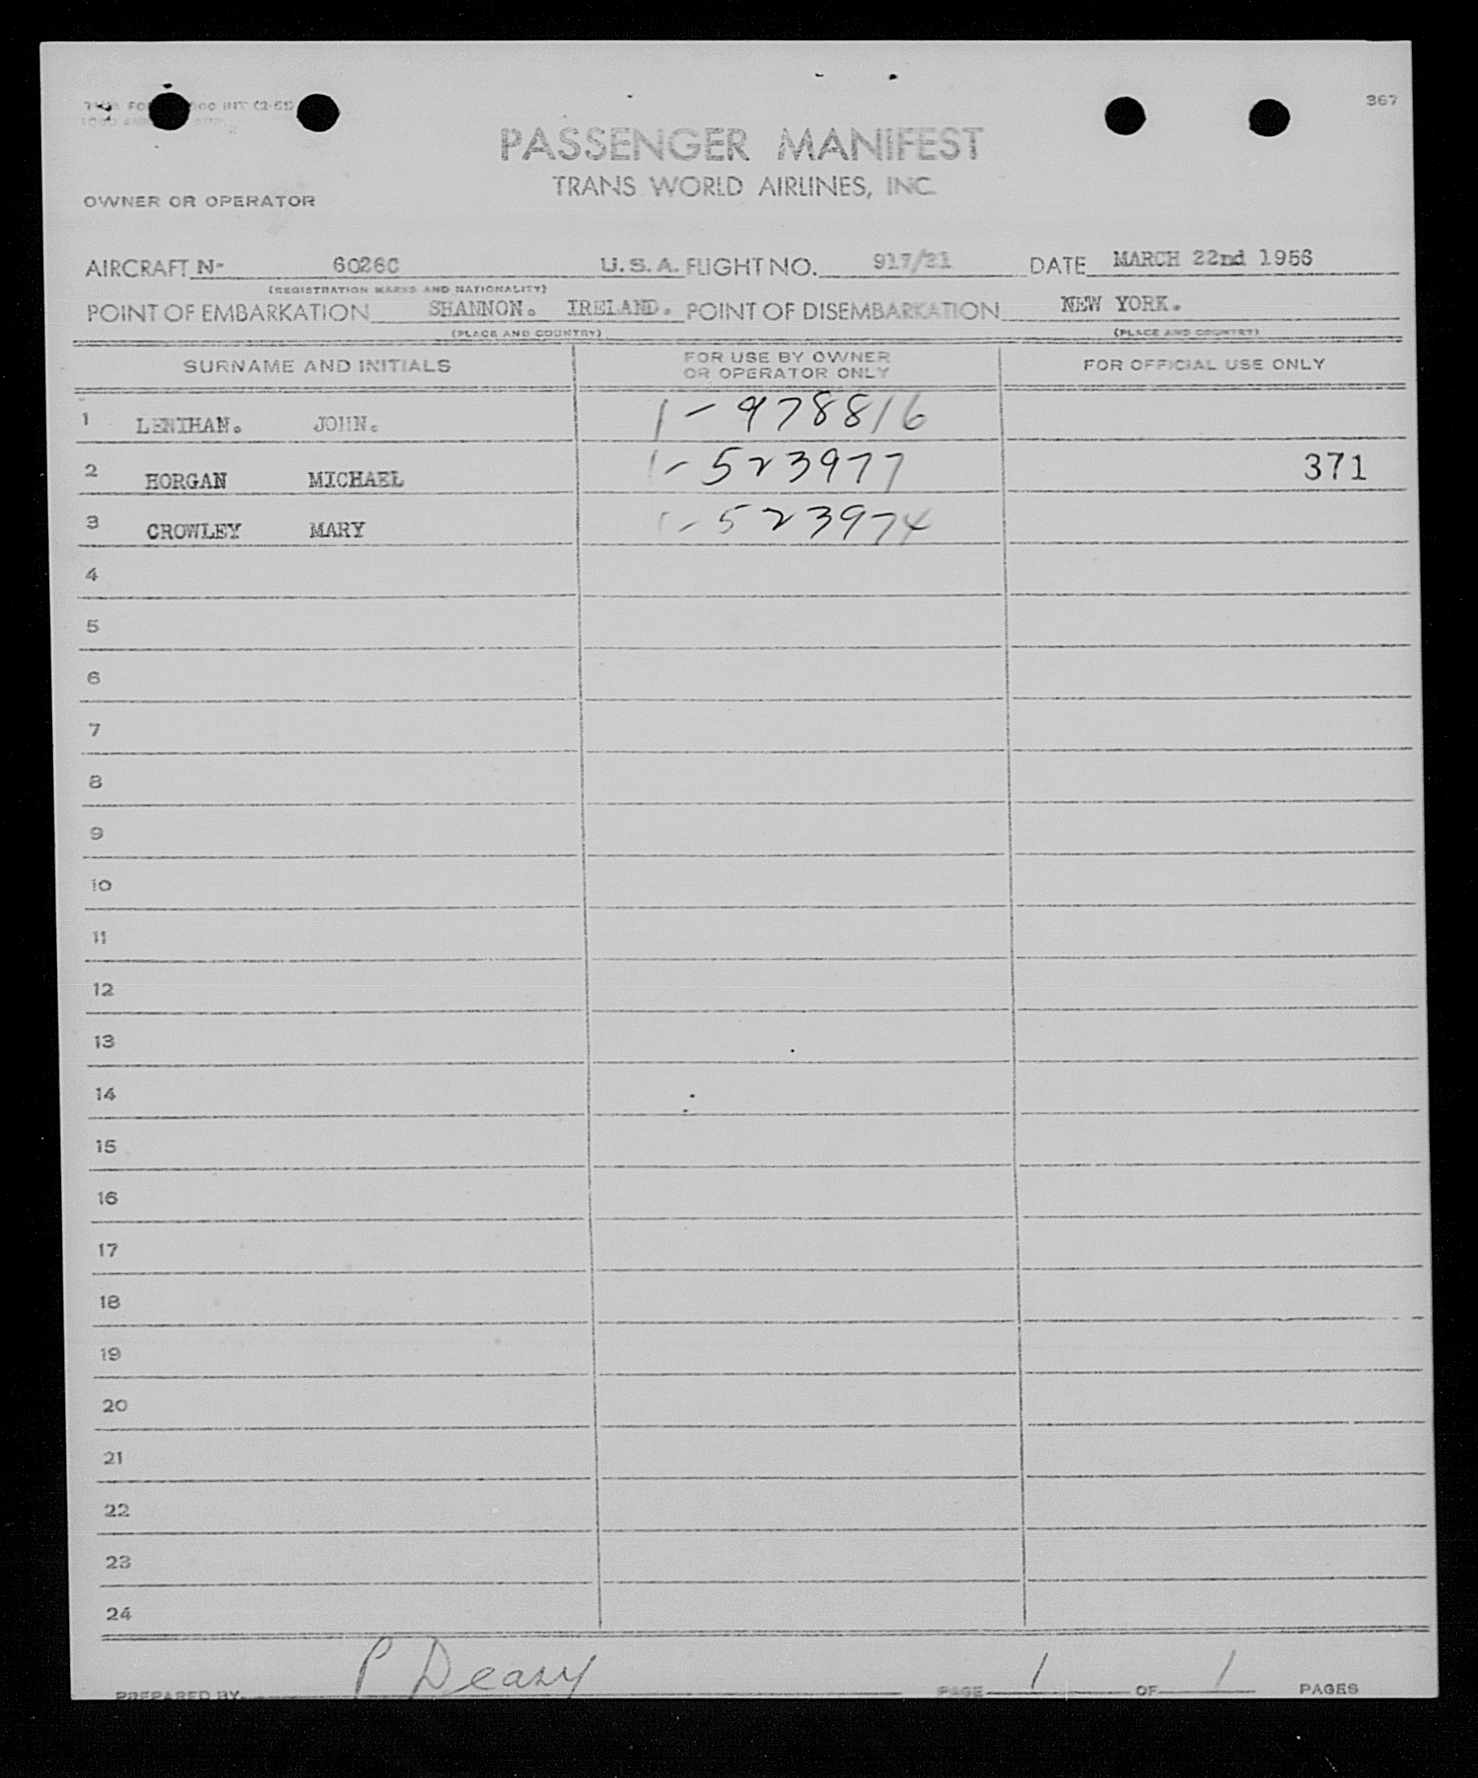 367
PASSENGER MANIFEST
TRANS WORLD AIRLINES, INC.
OWNER OR OPERATOR
AIRCRAFT N- 6026C U.S.A. FLIGHT NO. 917/21 DATE MARCH 22nd 1956
(REGISTRATION MARKS AND NATIONALITY)
POINT OF EMBARKATION SHANNON. IRELAND. POINT OF DISEMBARKATION NEW YORK.
(PLACE AND COUNTRY) (PLACE AND COUNTRY)
SURNAME AND INITIALS FOR USE BY OWNER OR OPERATOR ONLY FOR OFFICIAL USE ONLY
1 LENIHAN. JOHN. 1-978816
2 HORGAN MICHAEL 1-523977 371
3 CROWLEY MARY 1-523974
4
5
6
7
8
9
10
11
12
13
14
15
16
17
18
19
20
21
22
23
24
PREPARED BY P Deasy PAGE 1 OF 1 PAGES